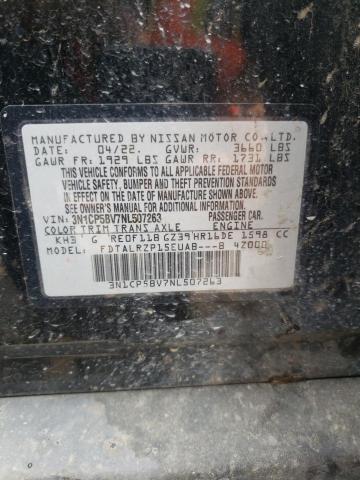 MANUFACTURED BY NISSAN MOTOR CO.,LTD.
DATE: 04/22. GVWR: 3660 LBS
GAWR FR: 1929 LBS GAWR RR: 1731 LBS
THIS VEHICLE CONFORMS TO ALL APPLICABLE FEDERAL MOTOR
VEHICLE SAFETY, BUMPER AND THEFT PREVENTION STANDARDS IN
EFFECT ON THE DATE OF MANUFACTURE SHOWN ABOVE.
SEE OWNER'S MANUAL FOR ADDITIONAL INFORMATION
VIN: 3N1CP5BV7NL507263 PASSENGER CAR
COLOR TRIM TRANS AXLE ENGINE
KH3 G RE0F11B GZ39 HR16DE 1598 CC
MODEL: FDTALRZP15EUAB---B 4Z000
3N1CP5BV7NL507263